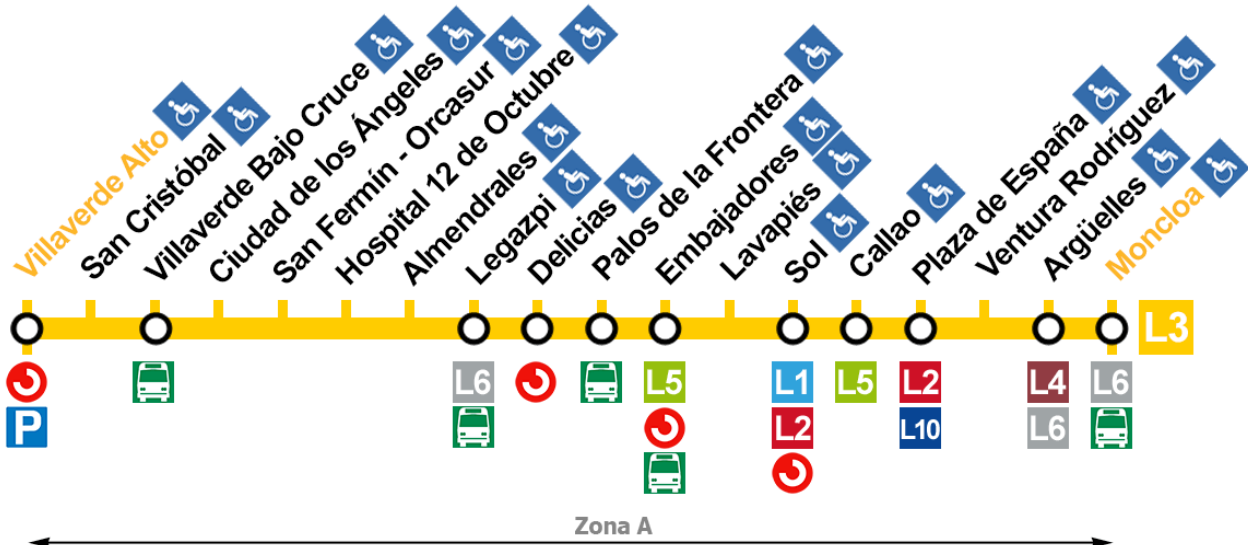 Villaverde Alto
San Cristóbal
Villaverde Bajo Cruce
Ciudad de los Ángeles
San Fermín - Orcasur
Hospital 12 de Octubre
Almendrales
Legazpi
Delicias
Palos de la Frontera
Embajadores
Lavapiés
Sol
Callao
Plaza de España
Ventura Rodríguez
Argüelles
Moncloa
L3
L6
L5
L1
L5
L2
L4
L6
P
L2
L10
L6
Zona A